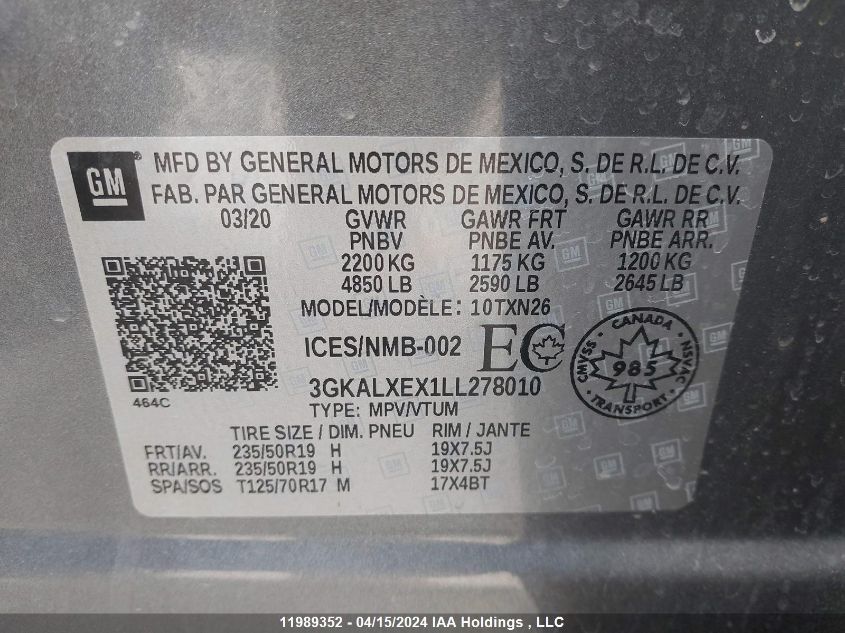 GM
MFD BY GENERAL MOTORS DE MEXICO, S. DE R.L. DE C.V.
FAB. PAR GENERAL MOTORS DE MEXICO, S. DE R.L. DE C.V.
03/20 GVWR GAWR FRT GAWR RR
PNBV PNBE AV. PNBE ARR.
2200 KG 1175 KG 1200 KG
4850 LB 2590 LB 2645 LB
MODEL/MODÈLE: 10TXN26
ICES/NMB-002 EC
CANADA
CMVSS 985 NSVAC
TRANSPORT
3GKALXEX1LL278010
464C
TYPE: MPV/VTUM
TIRE SIZE / DIM. PNEU RIM / JANTE
FRT/AV. 235/50R19 H 19X7.5J
RR/ARR. 235/50R19 H 19X7.5J
SPA/SOS T125/70R17 M 17X4BT
11989352 - 04/15/2024 IAA Holdings , LLC